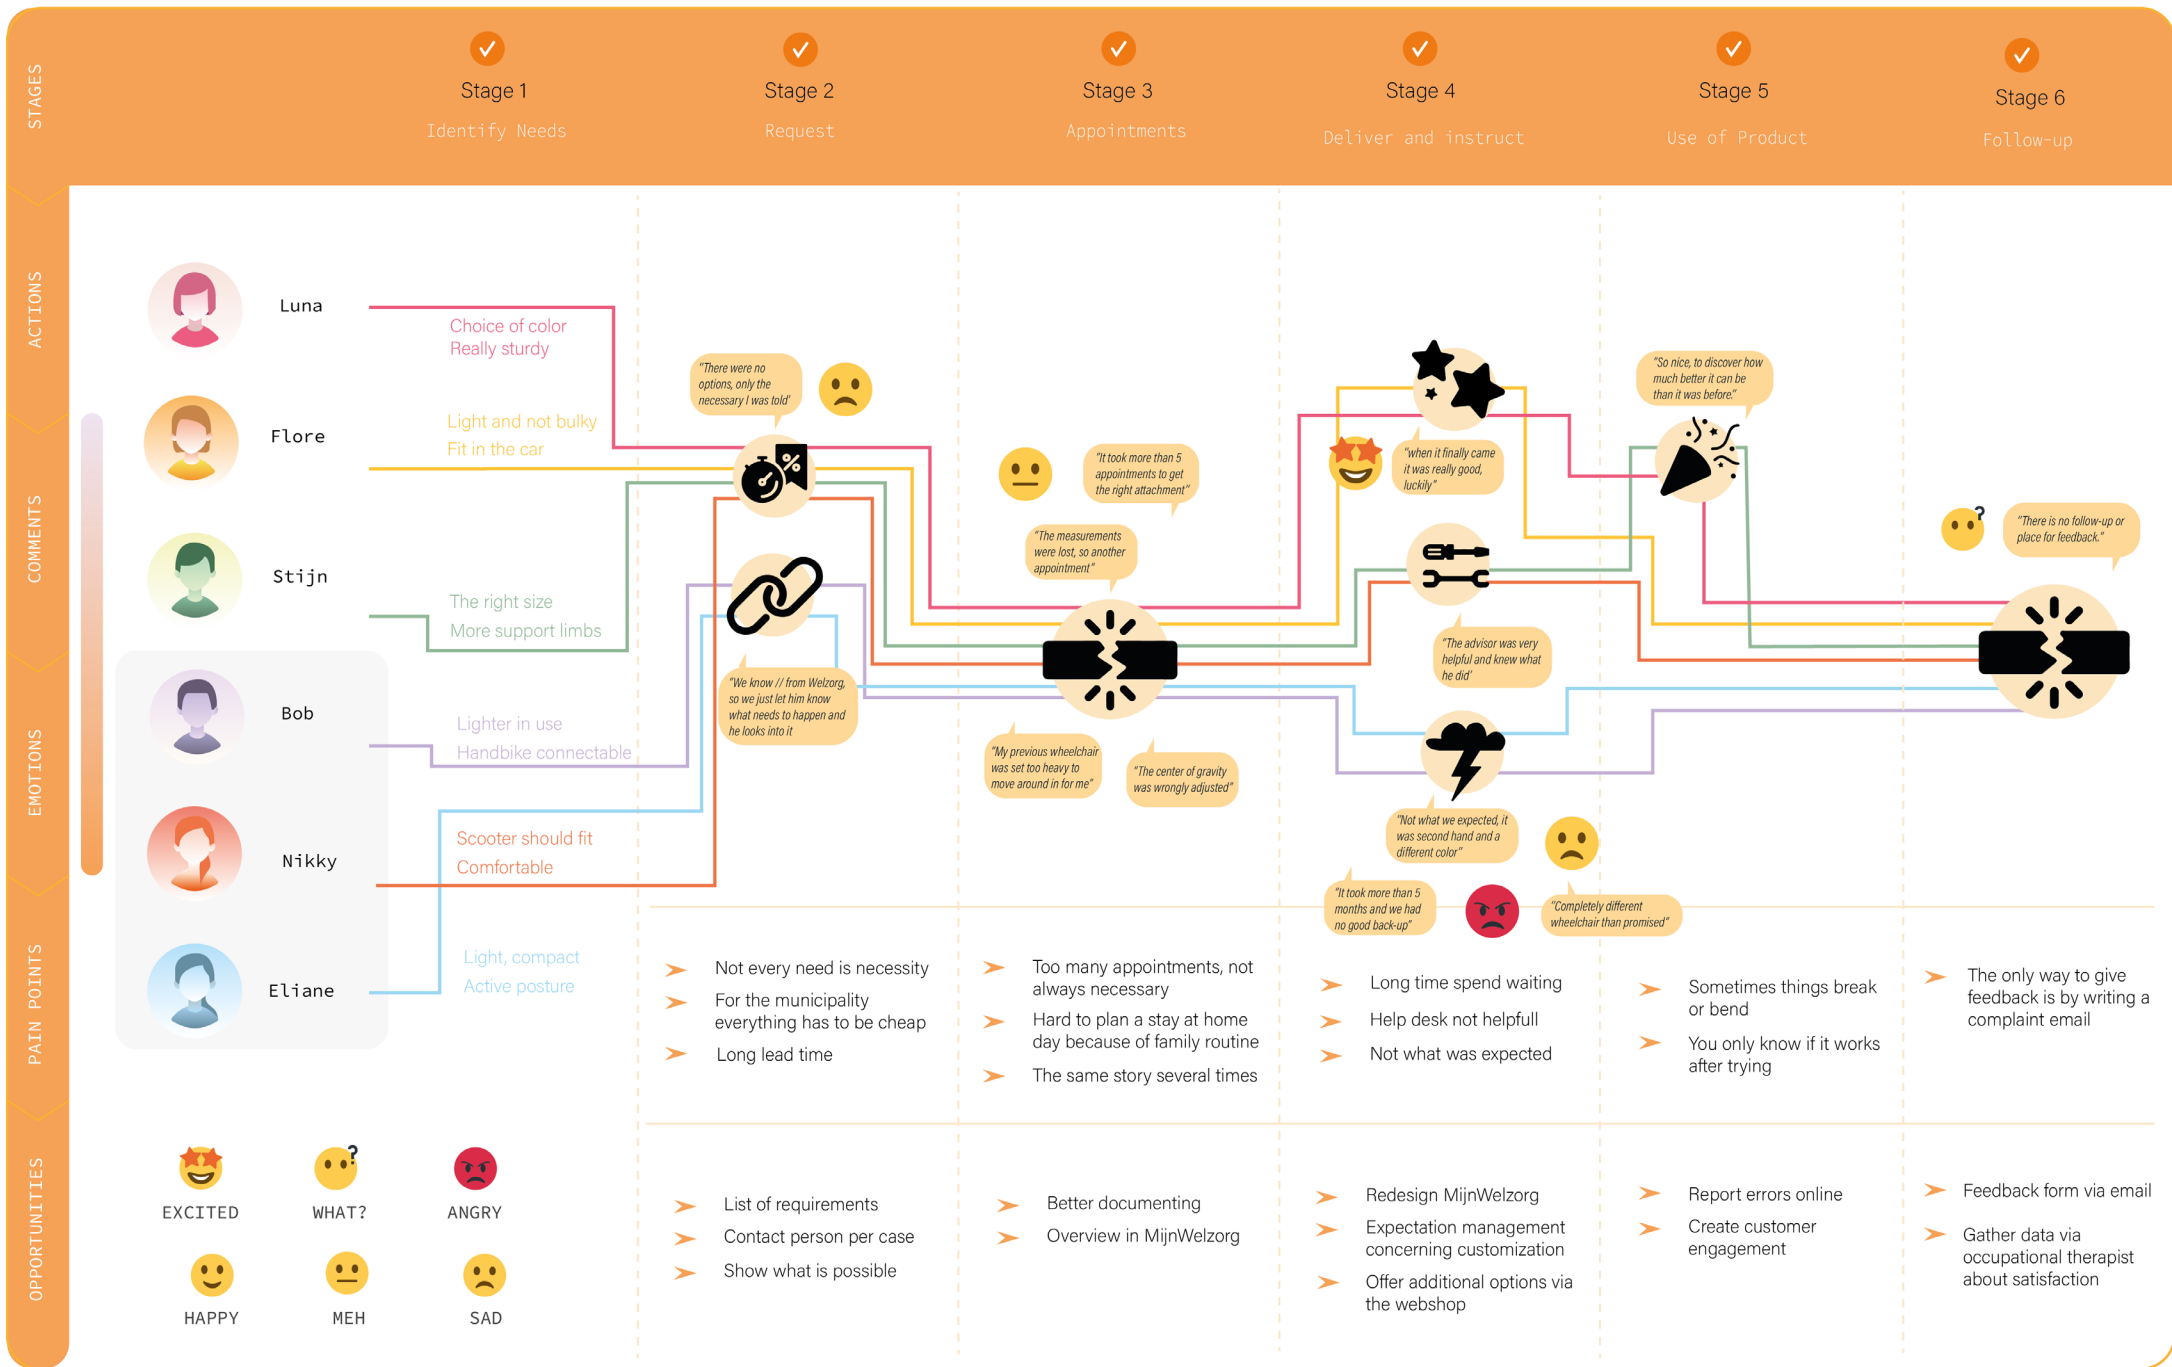 STAGES
Stage 1
Identify Needs
Stage 2
Request
Stage 3
Appointments
Stage 4
Deliver and instruct
Stage 5
Use of Product
Stage 6
Follow-up
ACTIONS
COMMENTS
EMOTIONS
PAIN POINTS
OPPORTUNITIES
Luna
Choice of color
Really sturdy
Flore
Light and not bulky
Fit in the car
Stijn
The right size
More support limbs
Bob
Lighter in use
Handbike connectable
Nikky
Scooter should fit
Comfortable
Eliane
Light, compact
Active posture
"There were no
options, only the
necessary I was told'
%
"We know // from Welzorg,
so we just let him know
what needs to happen and
he looks into it
"It took more than 5
appointments to get
the right attachment"
"The measurements
were lost, so another
appointment"
"My previous wheelchair
was set too heavy to
move around in for me"
"The center of gravity
was wrongly adjusted"
"when it finally came
it was really good,
luckily"
"The advisor was very
helpful and knew what
he did'
"Not what we expected, it
was second hand and a
different color"
"It took more than 5
months and we had
no good back-up"
"Completely different
wheelchair than promised"
"So nice, to discover how
much better it can be
than it was before."
?
"There is no follow-up or
place for feedback."
Not every need is necessity
For the municipality
everything has to be cheap
Long lead time
Too many appointments, not
always necessary
Hard to plan a stay at home
day because of family routine
The same story several times
Long time spend waiting
Help desk not helpfull
Not what was expected
Sometimes things break
or bend
You only know if it works
after trying
The only way to give
feedback is by writing a
complaint email
EXCITED
?
WHAT?
ANGRY
HAPPY
MEH
SAD
List of requirements
Contact person per case
Show what is possible
Better documenting
Overview in MijnWelzorg
Redesign MijnWelzorg
Expectation management
concerning customization
Offer additional options via
the webshop
Report errors online
Create customer
engagement
Feedback form via email
Gather data via
occupational therapist
about satisfaction